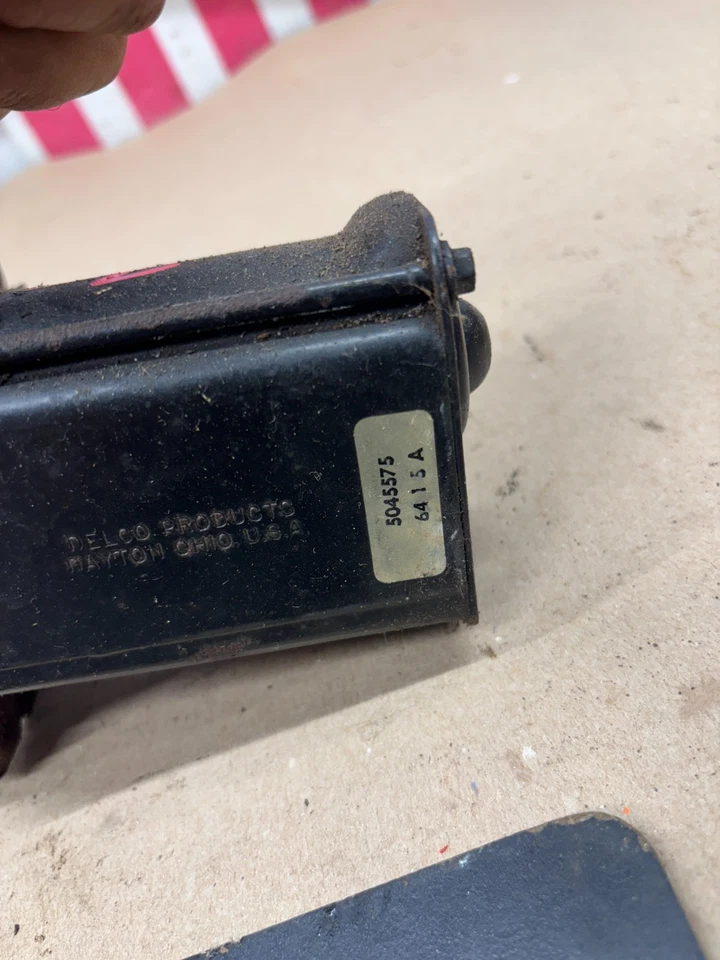 DELCO PRODUCTS
DAYTON OHIO U.S.A
5045575
6415A